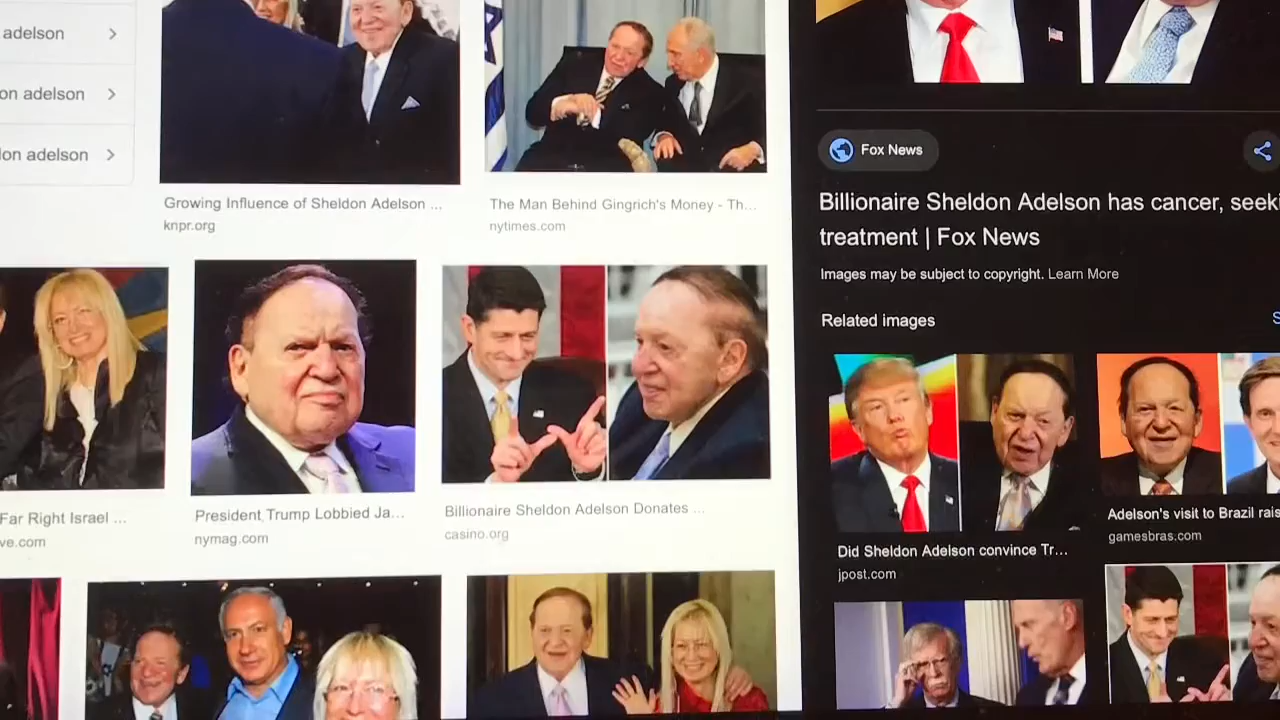 adelson
on adelson
lon adelson
Growing Influence of Sheldon Adelson ...
knpr.org
The Man Behind Gingrich's Money - Th...
nytimes.com
Far Right Israel ...
ve.com
President Trump Lobbied Ja...
nymag.com
Billionaire Sheldon Adelson Donates ...
casino.org
Fox News
Billionaire Sheldon Adelson has cancer, seeki
treatment | Fox News
Images may be subject to copyright. Learn More
Related images
S
Did Sheldon Adelson convince Tr...
jpost.com
Adelson's visit to Brazil rais
gamesbras.com